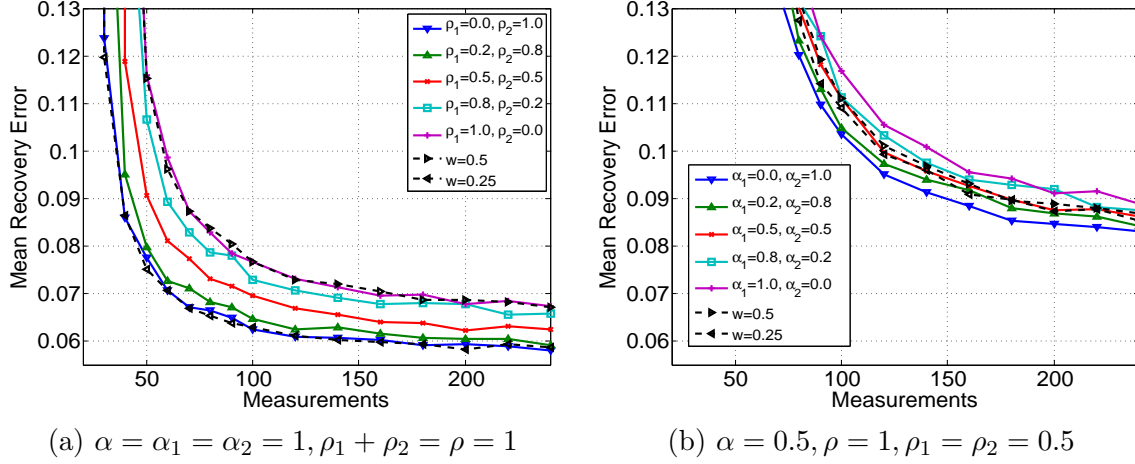 0.13
0.12
0.11
0.1
0.09
0.08
0.07
0.06
Mean Recovery Error
50
100
150
200
Measurements
ρ₁=0.0, ρ₂=1.0
ρ₁=0.2, ρ₂=0.8
ρ₁=0.5, ρ₂=0.5
ρ₁=0.8, ρ₂=0.2
ρ₁=1.0, ρ₂=0.0
w=0.5
w=0.25
(a) α = α₁ = α₂ = 1, ρ₁ + ρ₂ = ρ = 1
0.13
0.12
0.11
0.1
0.09
0.08
0.07
0.06
Mean Recovery Error
50
100
150
200
Measurements
α₁=0.0, α₂=1.0
α₁=0.2, α₂=0.8
α₁=0.5, α₂=0.5
α₁=0.8, α₂=0.2
α₁=1.0, α₂=0.0
w=0.5
w=0.25
(b) α = 0.5, ρ = 1, ρ₁ = ρ₂ = 0.5